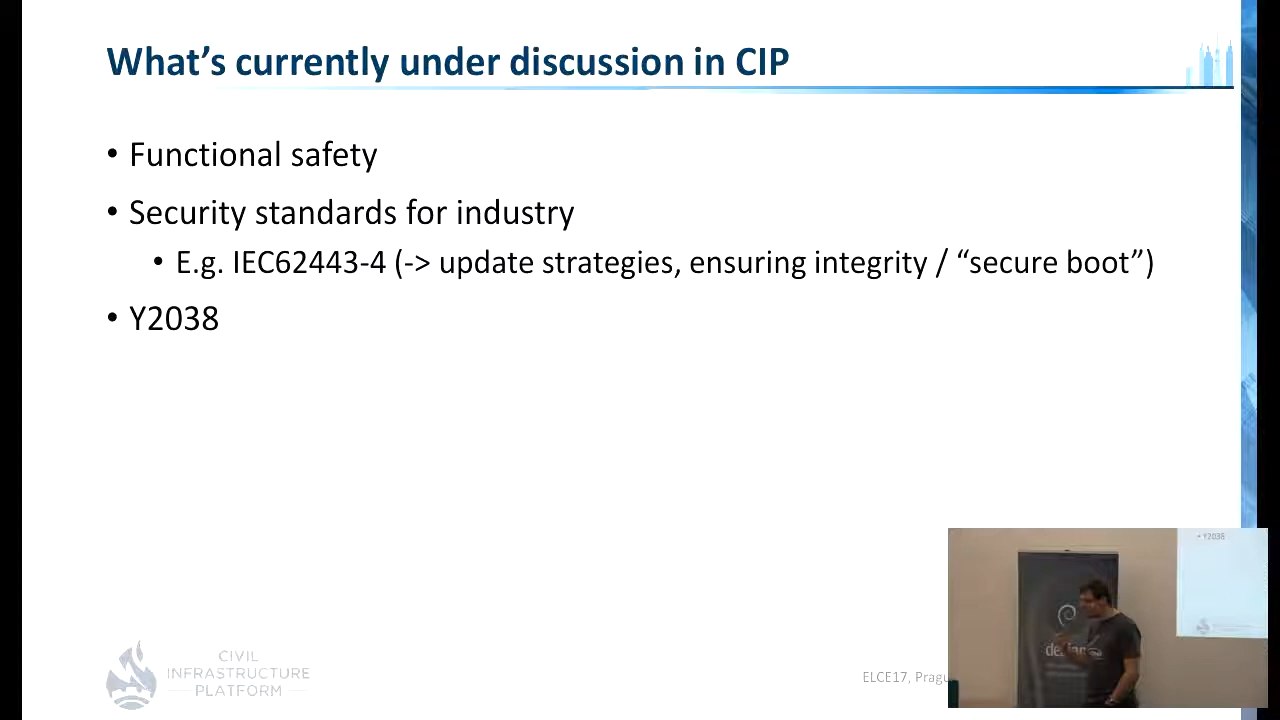 What's currently under discussion in CIP
• Functional safety
• Security standards for industry
• E.g. IEC62443-4 (-> update strategies, ensuring integrity / “secure boot”)
• Y2038
CIVIL
INFRASTRUCTURE
PLATFORM
ELCE17,
• Y2038
debian